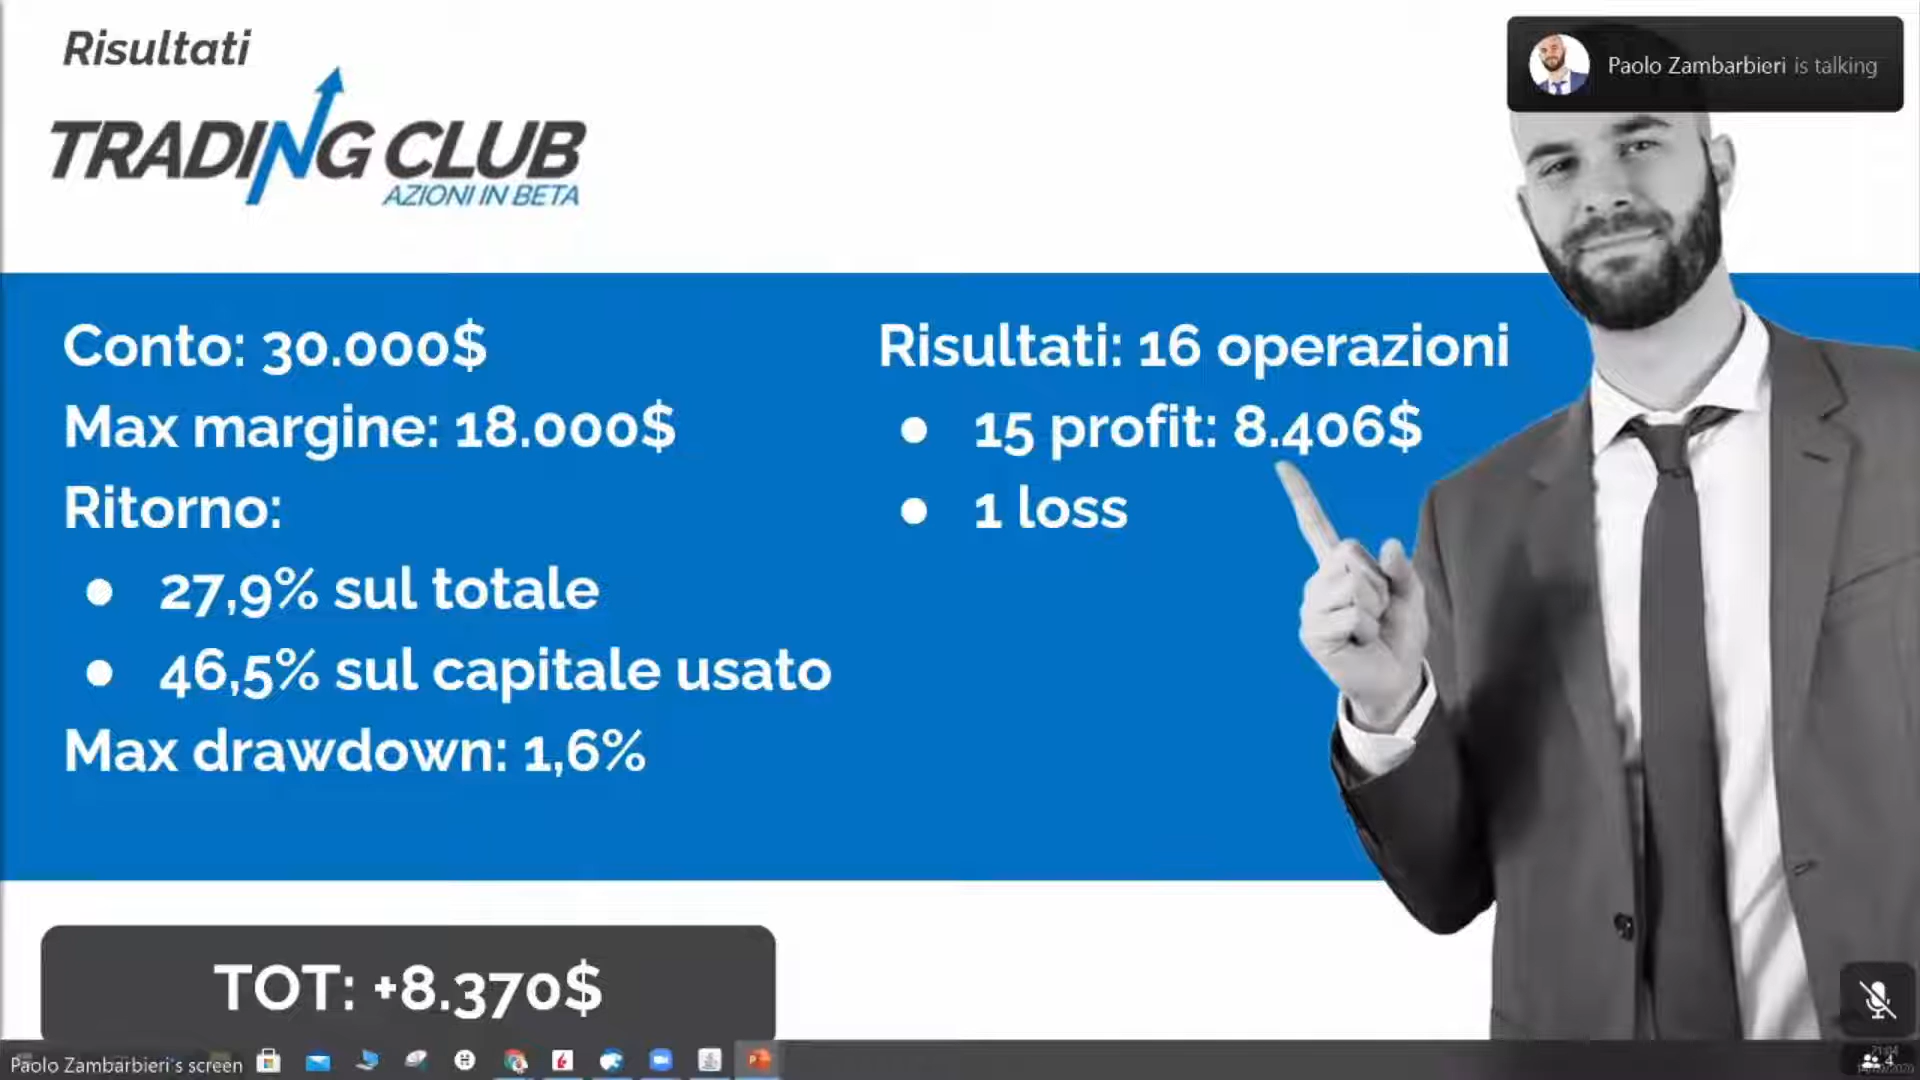 Risultati
TRADING CLUB
AZIONI IN BETA
Paolo Zambarbieri is talking
Conto: 30.000$
Max margine: 18.000$
Ritorno:
● 27,9% sul totale
● 46,5% sul capitale usato
Max drawdown: 1,6%
Risultati: 16 operazioni
● 15 profit: 8.406$
● 1 loss
TOT: +8.370$
Paolo Zambarbieri's screen
4